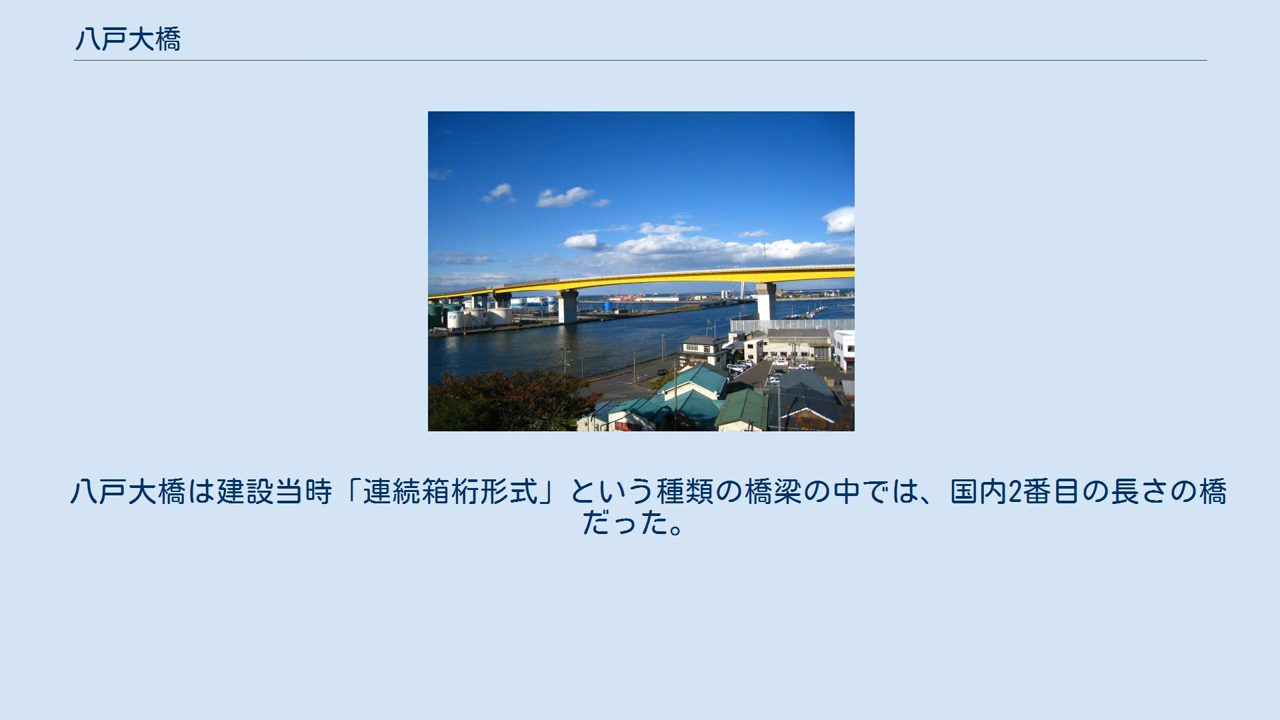 八戸大橋
八戸大橋は建設当時「連続箱桁形式」という種類の橋梁の中では、国内2番目の長さの橋
だった。